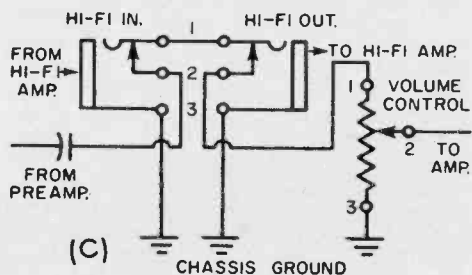 HI-FI IN.
1
HI-FI OUT.
FROM
HI-FI
AMP.
2
3
TO HI-FI AMP.
1
VOLUME
CONTROL
2
TO
AMP.
3
FROM
PREAMP.
(C)
CHASSIS GROUND